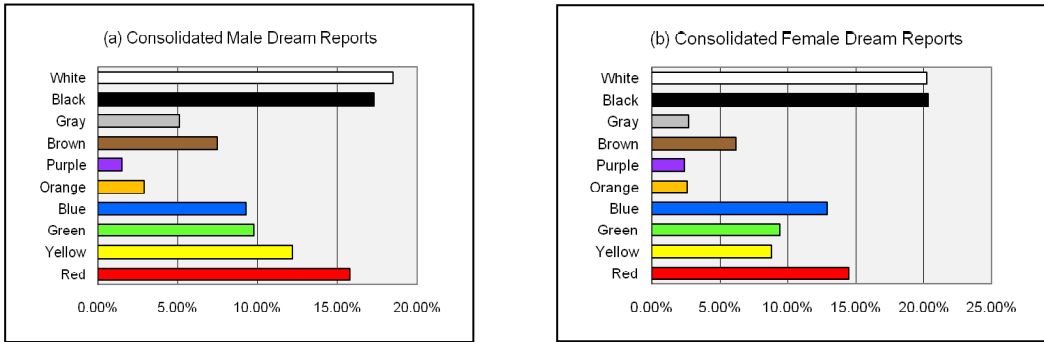 (a) Consolidated Male Dream Reports
White
Black
Gray
Brown
Purple
Orange
Blue
Green
Yellow
Red
0.00% 5.00% 10.00% 15.00% 20.00%
(b) Consolidated Female Dream Reports
White
Black
Gray
Brown
Purple
Orange
Blue
Green
Yellow
Red
0.00% 5.00% 10.00% 15.00% 20.00% 25.00%